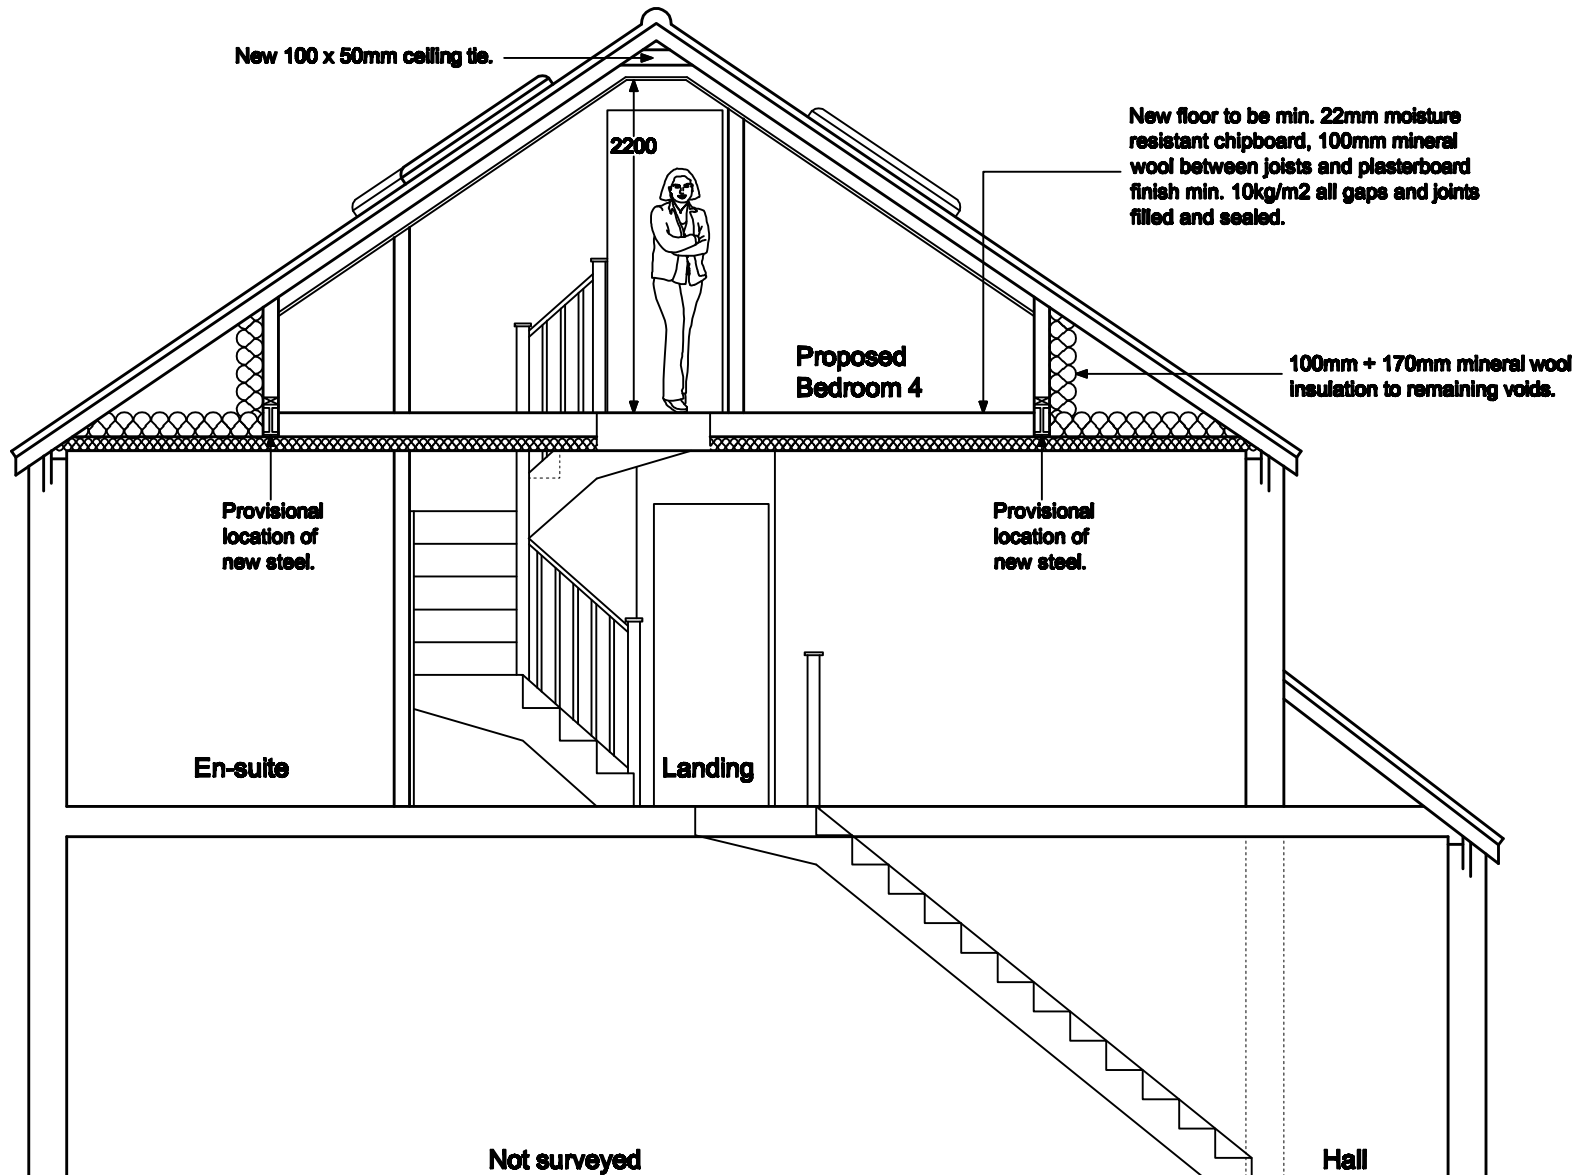 New 100 x 50mm ceiling tie.
New floor to be min. 22mm moisture
resistant chipboard, 100mm mineral
wool between joists and plasterboard
finish min. 10kg/m2 all gaps and joints
filled and sealed.
2200
Proposed
Bedroom 4
100mm + 170mm mineral wool
insulation to remaining voids.
Provisional
location of
new steel.
Provisional
location of
new steel.
En-suite
Landing
Not surveyed
Hall